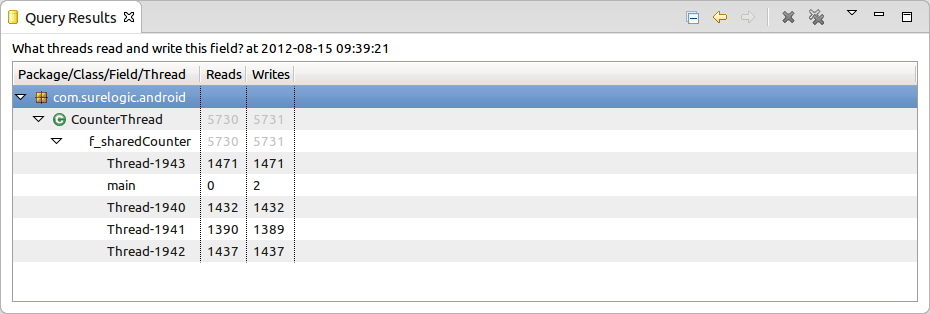 Query Results
What threads read and write this field? at 2012-08-15 09:39:21
Package/Class/Field/Thread Reads Writes
com.surelogic.android
C CounterThread 5730 5731
f_sharedCounter 5730 5731
Thread-1943 1471 1471
main 0 2
Thread-1940 1432 1432
Thread-1941 1390 1389
Thread-1942 1437 1437